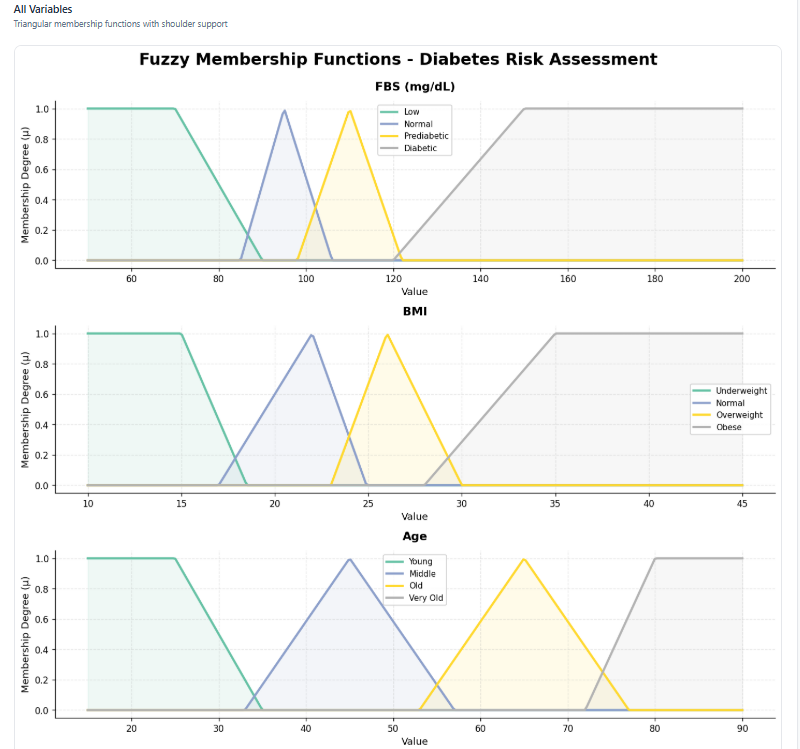 All Variables
Triangular membership functions with shoulder support
Fuzzy Membership Functions - Diabetes Risk Assessment
FBS (mg/dL)
Membership Degree (μ)
1.0
0.8
0.6
0.4
0.2
0.0
Low
Normal
Prediabetic
Diabetic
60 80 100 120 140 160 180 200
Value
BMI
Membership Degree (μ)
1.0
0.8
0.6
0.4
0.2
0.0
Underweight
Normal
Overweight
Obese
10 15 20 25 30 35 40 45
Value
Age
Membership Degree (μ)
1.0
0.8
0.6
0.4
0.2
0.0
Young
Middle
Old
Very Old
20 30 40 50 60 70 80 90
Value